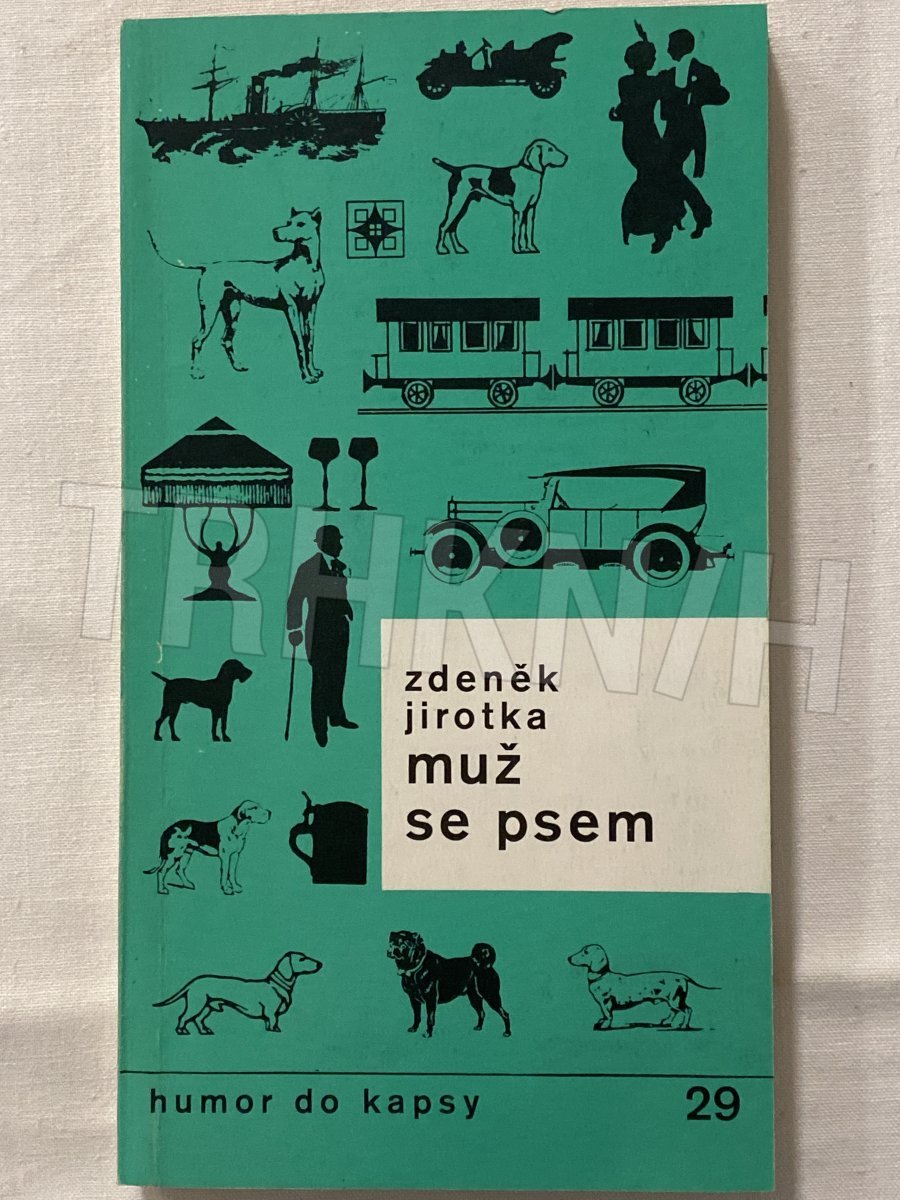 zdeněk
jirotka
muž
se psem
humor do kapsy 29
TRHKNIH